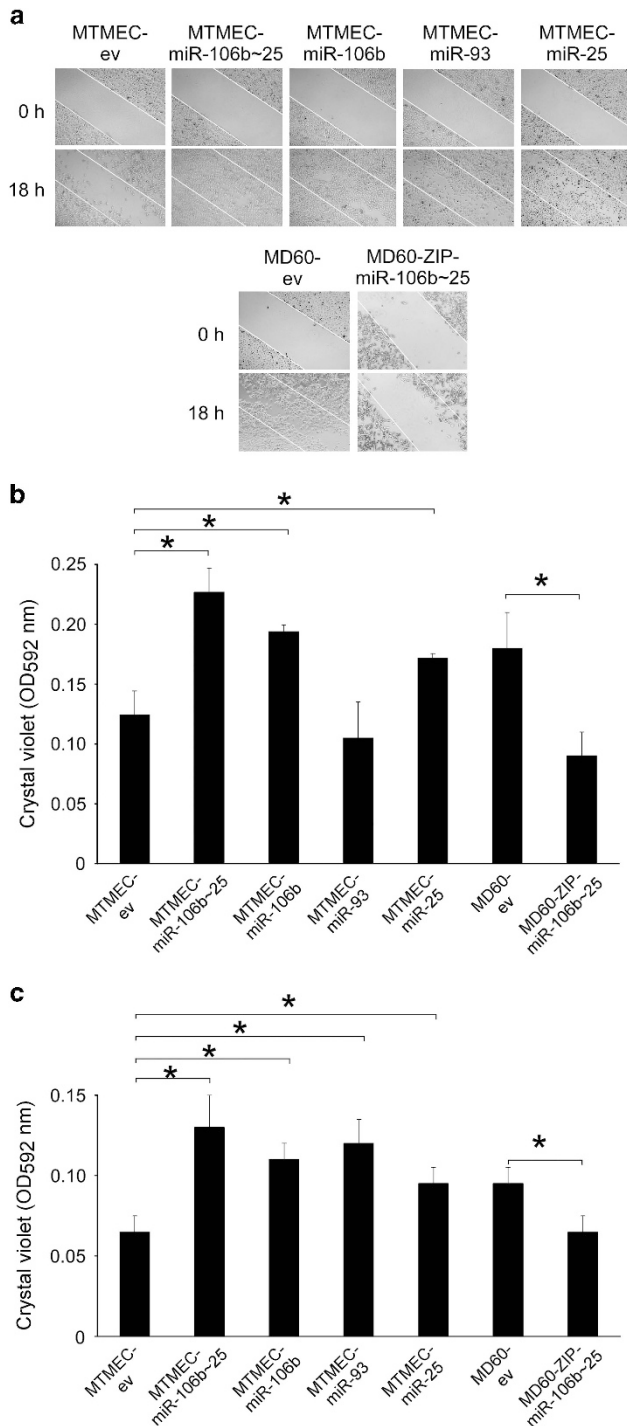 a
MTMEC- MTMEC- MTMEC- MTMEC- MTMEC-
ev miR-106b~25 miR-106b miR-93 miR-25
0 h
18 h
MD60- MD60-ZIP-
ev miR-106b~25
0 h
18 h
b
*
*
*
*
0.25
0.20
0.15
0.10
0.05
0
Crystal violet (OD592 nm)
MTMEC-
ev
MTMEC-
miR-106b~25
MTMEC-
miR-106b
MTMEC-
miR-93
MTMEC-
miR-25
MD60-
ev
MD60-ZIP-
miR-106b~25
c
*
*
*
*
*
0.15
0.10
0.05
0
Crystal violet (OD592 nm)
MTMEC-
ev
MTMEC-
miR-106b~25
MTMEC-
miR-106b
MTMEC-
miR-93
MTMEC-
miR-25
MD60-
ev
MD60-ZIP-
miR-106b~25